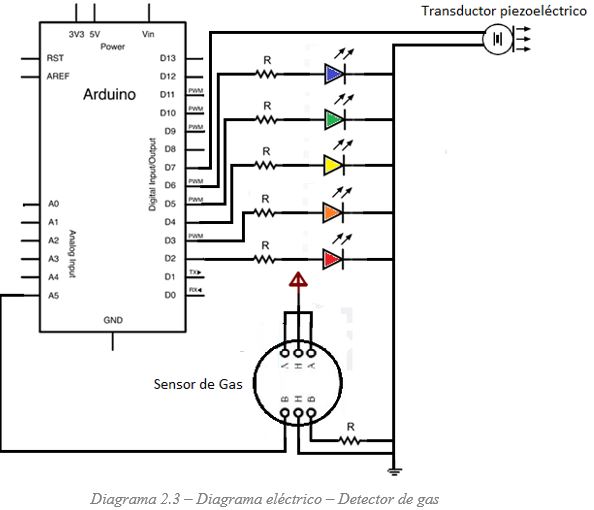 Transductor piezoeléctrico
3V3 5V Vin
Power
RST
AREF
Arduino
D13
D12
D11 PWM
D10 PWM
D9 PWM
D8
D7
D6 PWM
D5 PWM
D4
D3 PWM
D2
D1 TX
D0 RX
Digital Input/Output
A0
A1
A2
A3
A4
A5
Analog Input
GND
R
R
R
R
R
Sensor de Gas
A H A
B H B
R
Diagrama 2.3 – Diagrama eléctrico – Detector de gas